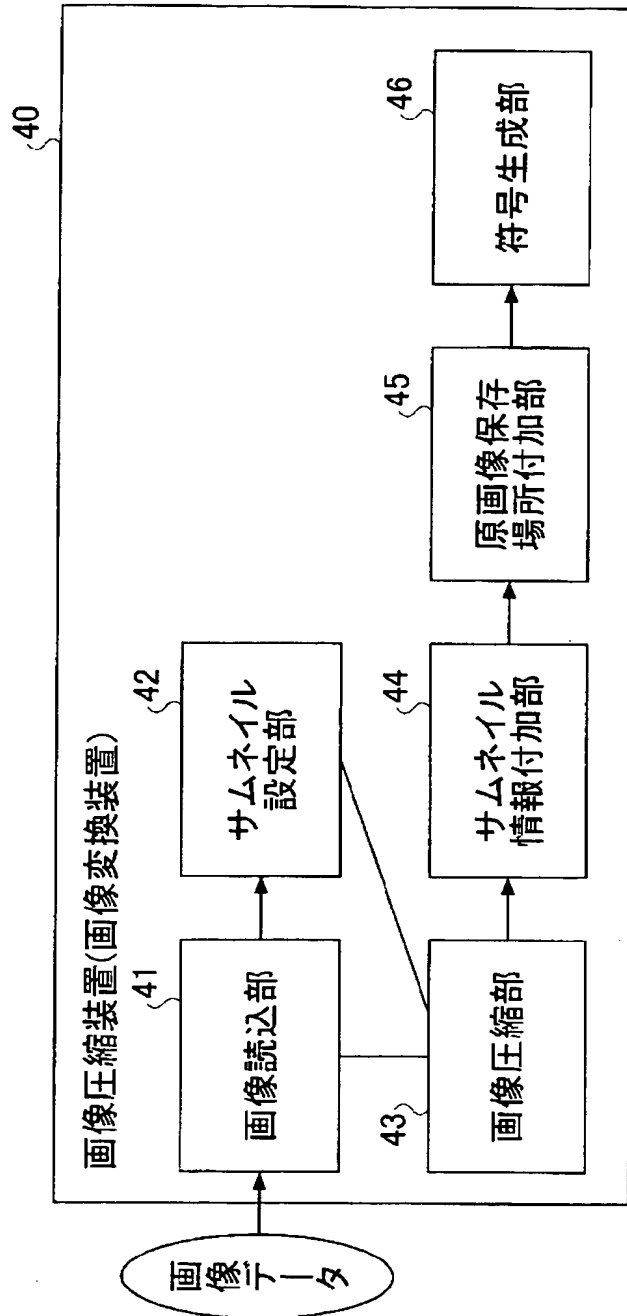 40
画像圧縮装置(画像変換装置)
画像
データ
41
画像読込部
42
サムネイル
設定部
43
画像圧縮部
44
サムネイル
情報付加部
45
原画像保存
場所付加部
46
符号生成部